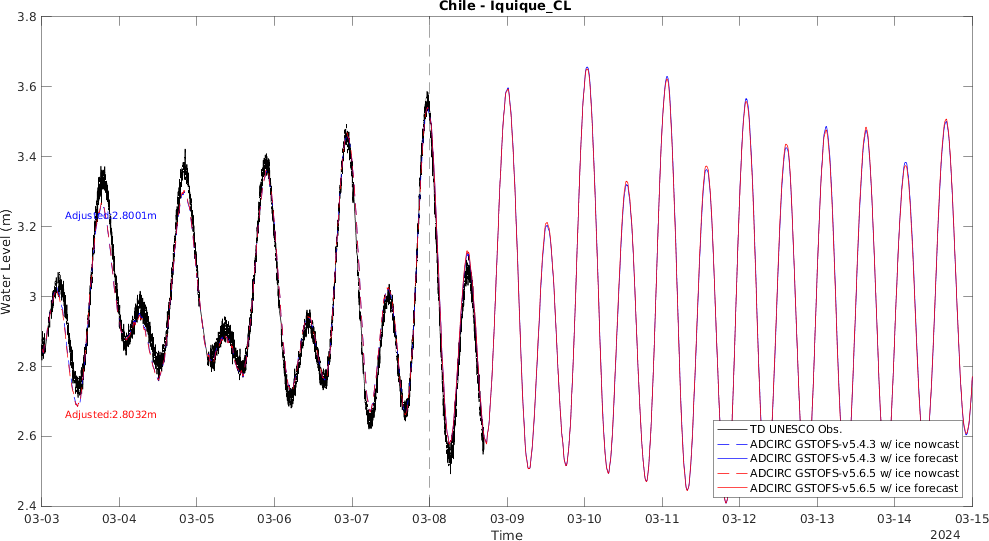 Chile - Iquique_CL
3.8
3.6
3.4
3.2
3
2.8
2.6
2.4
Water Level (m)
Adjusted:2.8001m
Adjusted:2.8032m
TD UNESCO Obs.
ADCIRC GSTOFS-v5.4.3 w/ ice nowcast
ADCIRC GSTOFS-v5.4.3 w/ ice forecast
ADCIRC GSTOFS-v5.6.5 w/ ice nowcast
ADCIRC GSTOFS-v5.6.5 w/ ice forecast
03-03 03-04 03-05 03-06 03-07 03-08 03-09 03-10 03-11 03-12 03-13 03-14 03-15
Time
2024